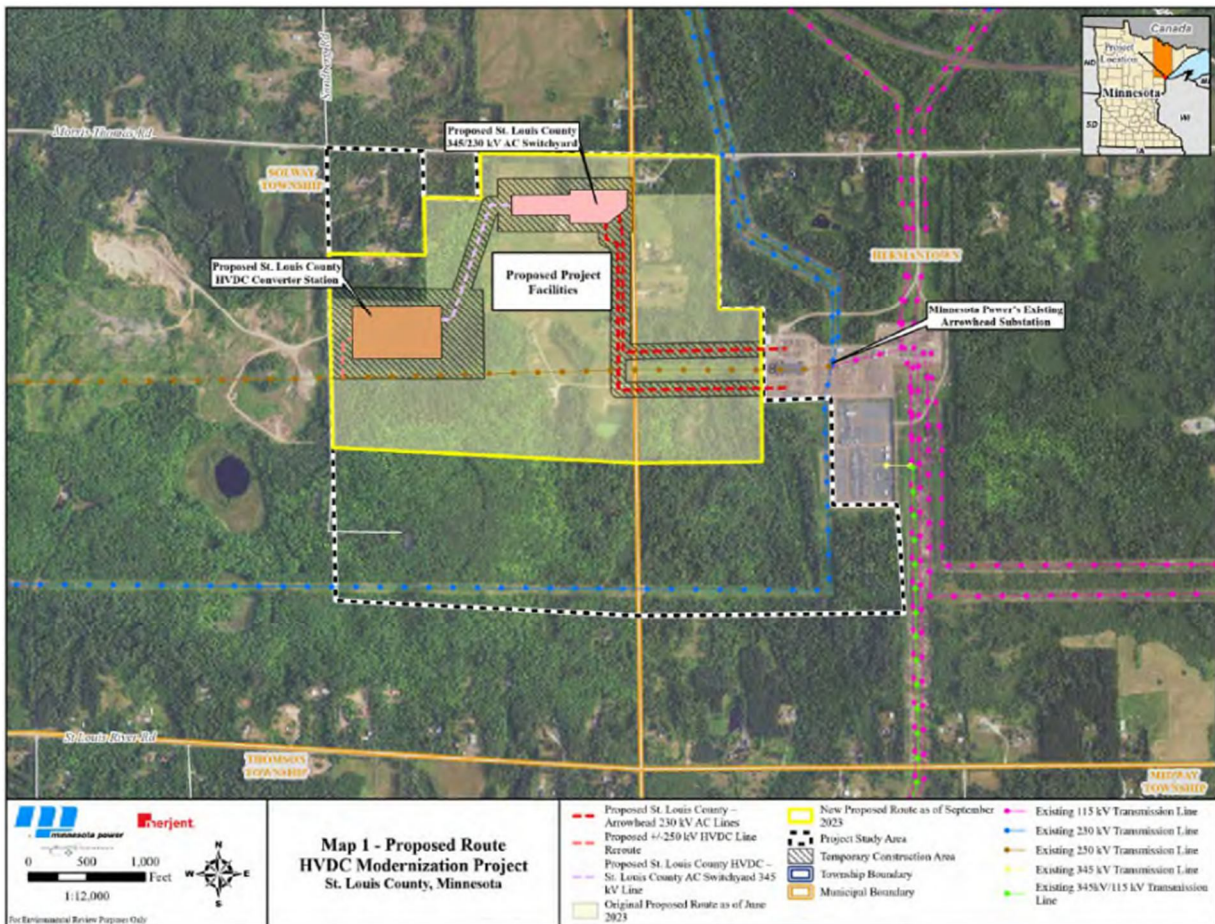 Canada
Project
Location
ND
Minnesota
SD
WI
IA
Sandberg Rd
Morris Thomas Rd
SOLWAY
TOWNSHIP
Proposed St. Louis County
345/230 kV AC Switchyard
Proposed St. Louis County
HVDC Converter Station
Proposed Project
Facilities
HERMANTOWN
Minnesota Power's Existing
Arrowhead Substation
St Louis River Rd
THOMSON
TOWNSHIP
MIDWAY
TOWNSHIP
minnesota power
merjent.
0 500 1,000
Feet
1:12,000
For Environmental Review Purposes Only
N
W E
S
Map 1 - Proposed Route
HVDC Modernization Project
St. Louis County, Minnesota
Proposed St. Louis County –
Arrowhead 230 kV AC Lines
Proposed +/-250 kV HVDC Line
Reroute
Proposed St. Louis County HVDC –
St. Louis County AC Switchyard 345
kV Line
Original Proposed Route as of June
2023
New Proposed Route as of September
2023
Project Study Area
Temporary Construction Area
Township Boundary
Municipal Boundary
Existing 115 kV Transmission Line
Existing 230 kV Transmission Line
Existing 250 kV Transmission Line
Existing 345 kV Transmission Line
Existing 345kV/115 kV Transmission
Line